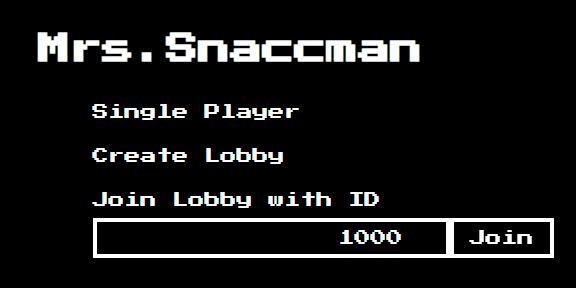 Mrs.Snaccman
Single Player
Create Lobby
Join Lobby with ID
1000 Join